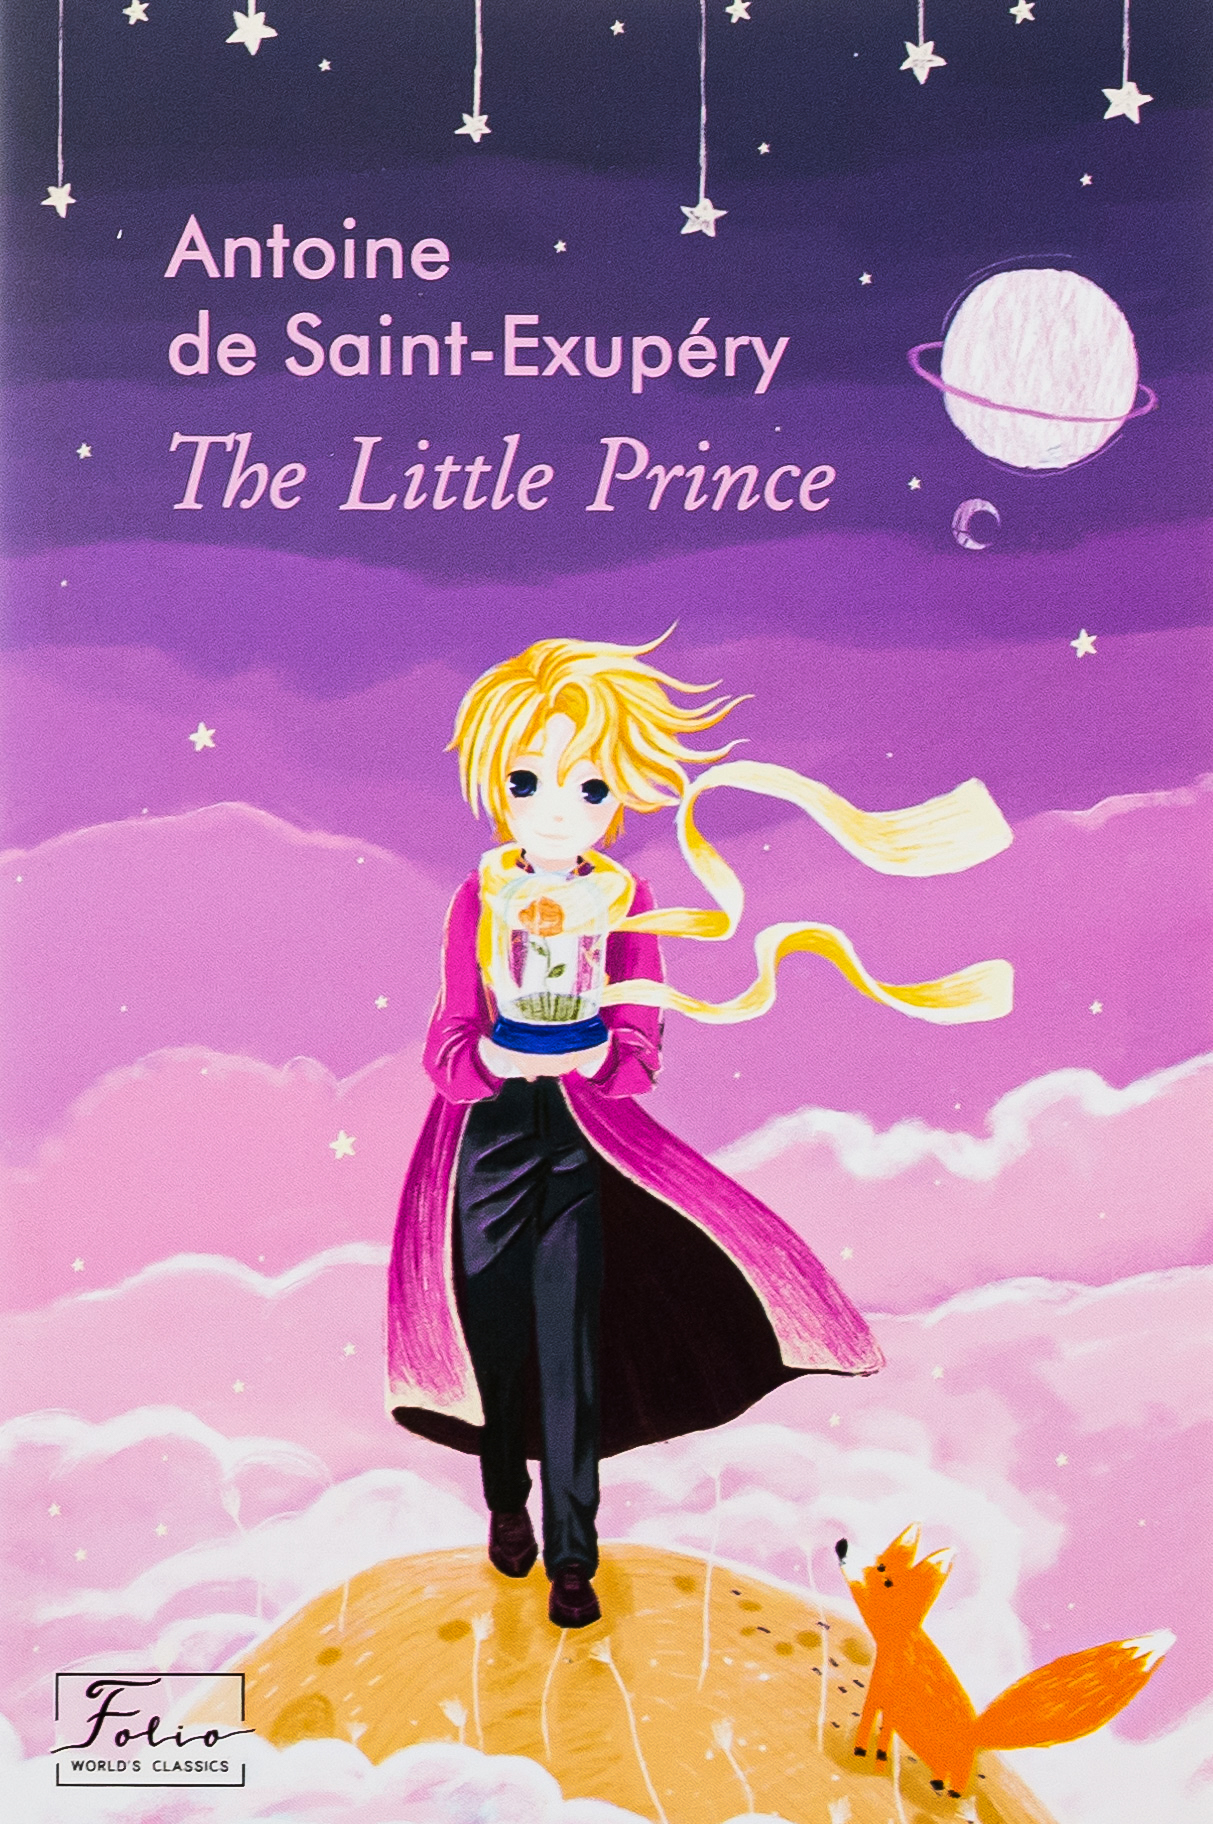 Antoine
de Saint-Exupéry
The Little Prince
Folio
WORLD'S CLASSICS